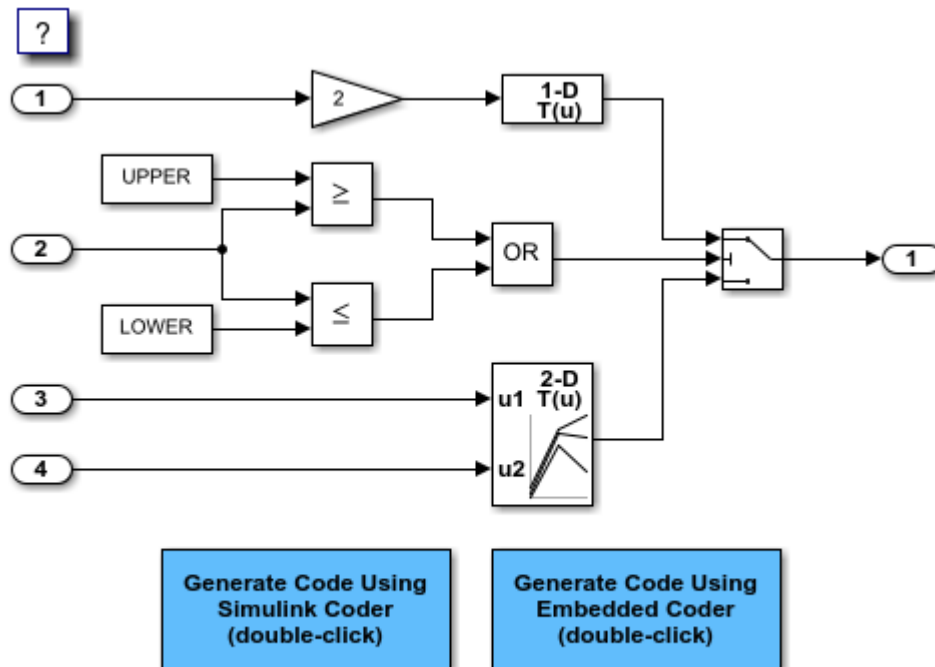 ?
1
2
1-D
T(u)
UPPER
≥
2
OR
1
≤
LOWER
3
u1
2-D
T(u)
4
u2
Generate Code Using
Simulink Coder
(double-click)
Generate Code Using
Embedded Coder
(double-click)